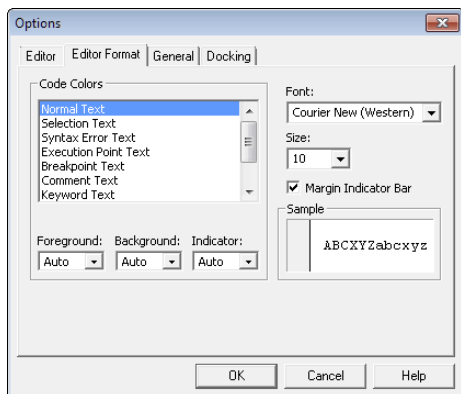 Options
Editor Editor Format General Docking
Code Colors
Normal Text
Selection Text
Syntax Error Text
Execution Point Text
Breakpoint Text
Comment Text
Keyword Text
Foreground: Background: Indicator:
Auto Auto Auto
Font:
Courier New (Western)
Size:
10
Margin Indicator Bar
Sample
ABCXYZabcxyz
OK Cancel Help